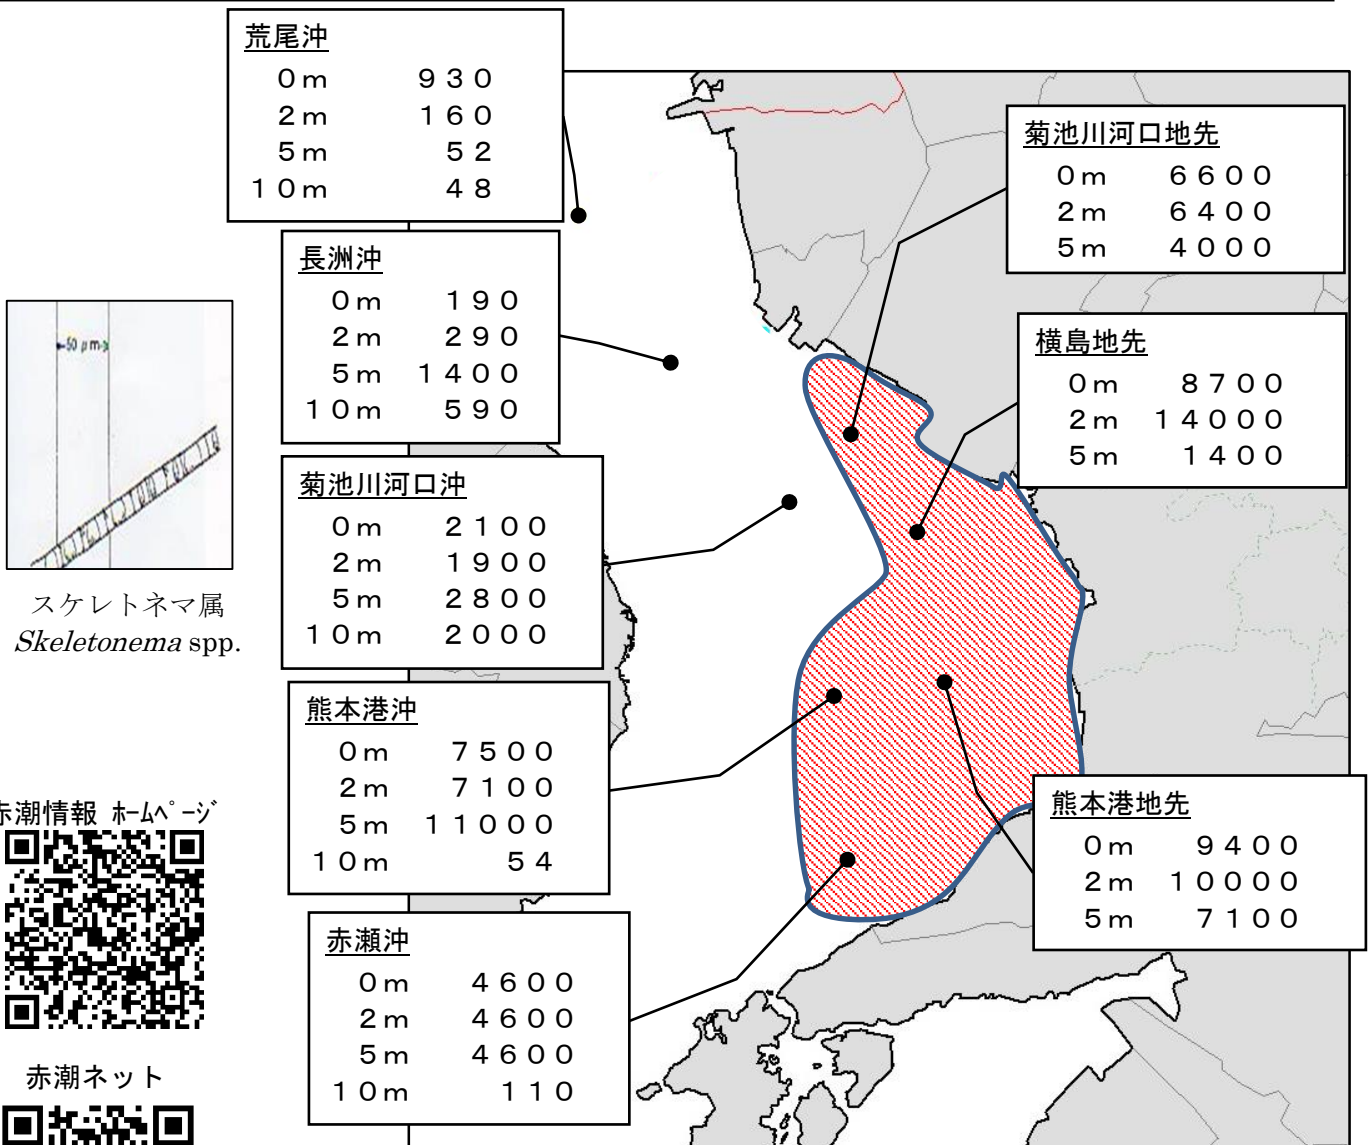 荒尾沖
0m 930
2m 160
5m 52
10m 48
長洲沖
0m 190
2m 290
5m 1400
10m 590
菊池川河口沖
0m 2100
2m 1900
5m 2800
10m 2000
熊本港沖
0m 7500
2m 7100
5m 11000
10m 54
赤瀬沖
0m 4600
2m 4600
5m 4600
10m 110
菊池川河口地先
0m 6600
2m 6400
5m 4000
横島地先
0m 8700
2m 14000
5m 1400
熊本港地先
0m 9400
2m 10000
5m 7100
50 μm
スケレトネマ属
Skeletonema spp.
赤潮情報 ホームページ
赤潮ネット